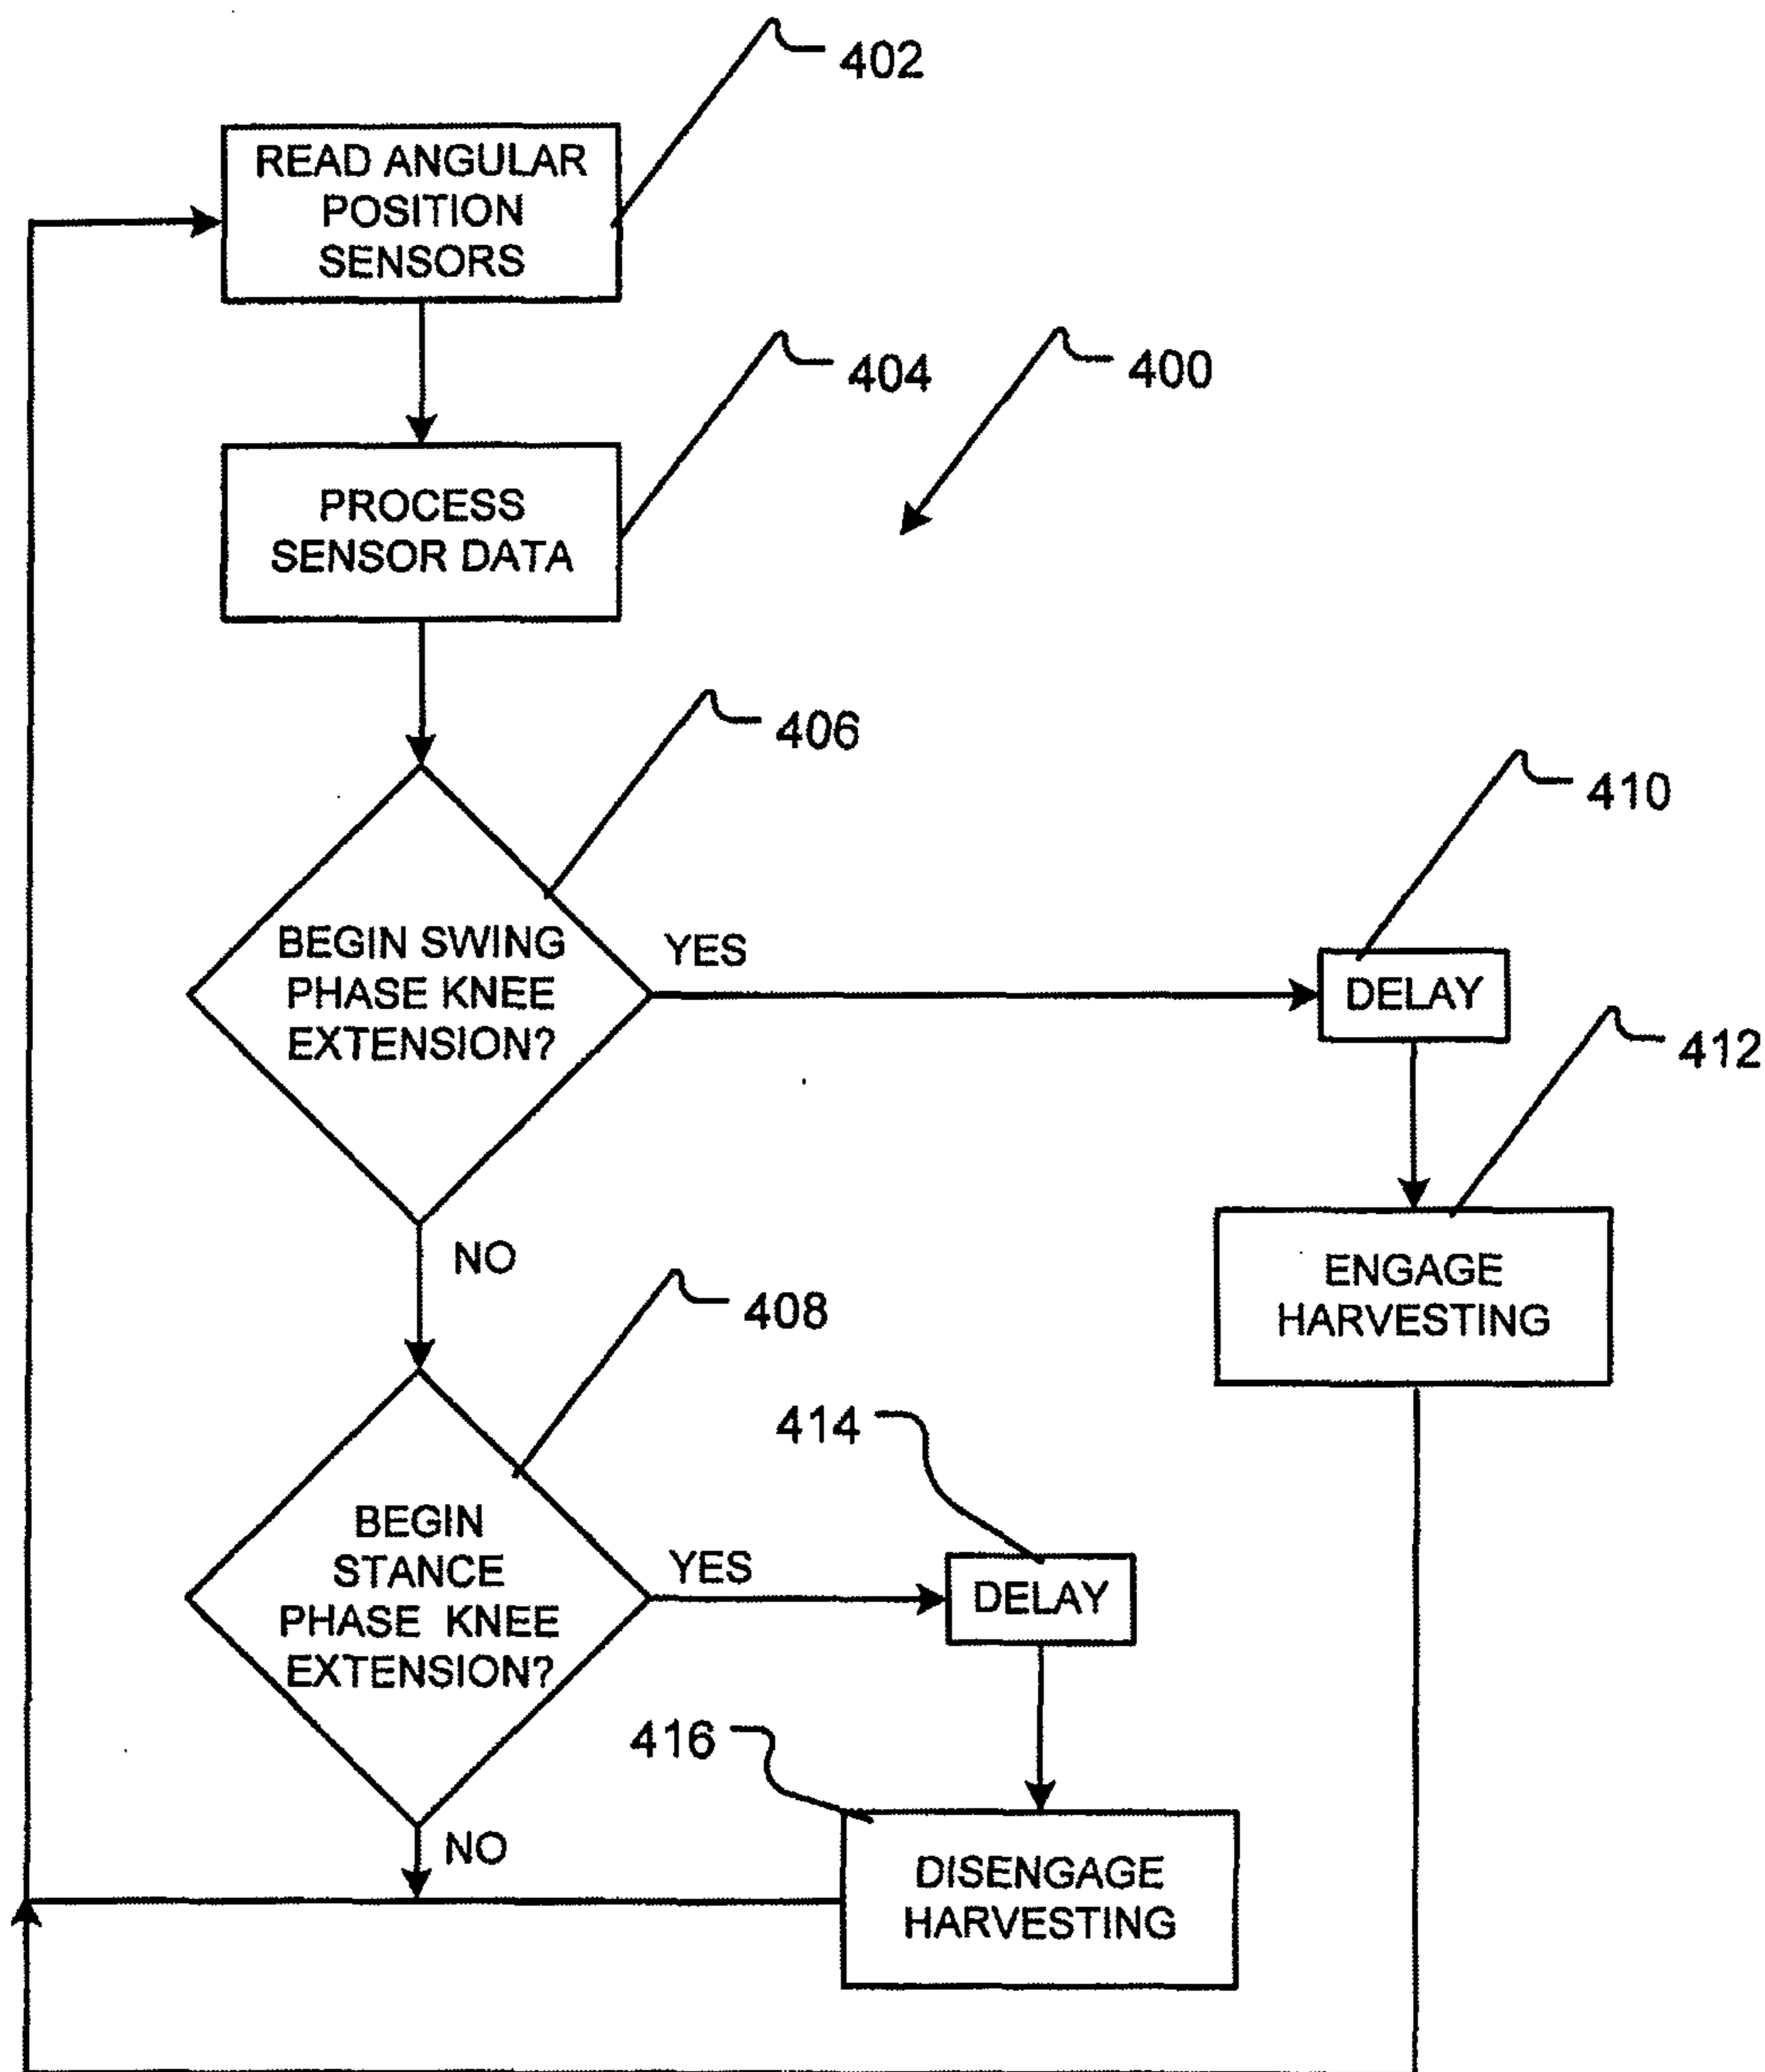 402
READ ANGULAR
POSITION
SENSORS
404
400
PROCESS
SENSOR DATA
406
410
BEGIN SWING
PHASE KNEE
EXTENSION?
YES
DELAY
412
NO
ENGAGE
HARVESTING
408
414
BEGIN
STANCE
PHASE KNEE
EXTENSION?
YES
DELAY
416
NO
DISENGAGE
HARVESTING